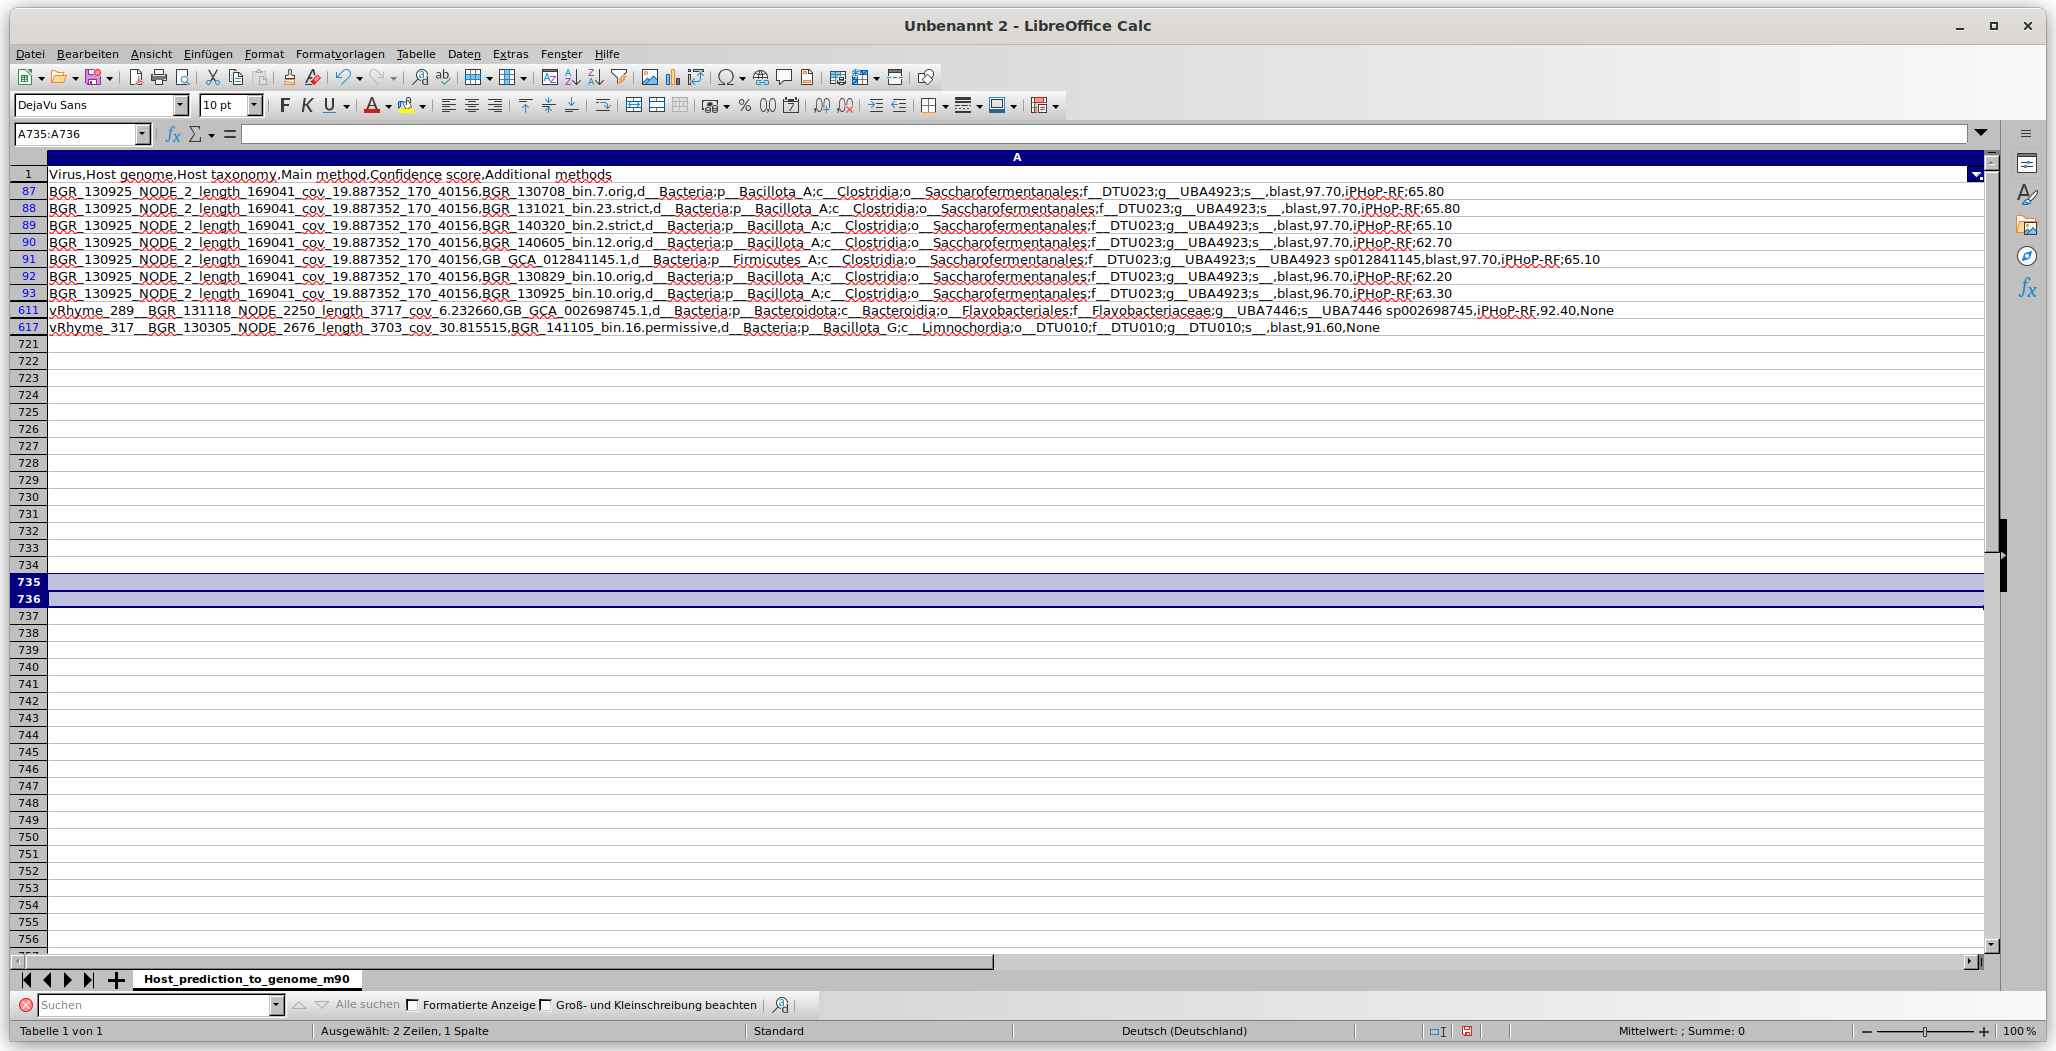 Unbenannt 2 - LibreOffice Calc
Datei Bearbeiten Ansicht Einfügen Format Formatvorlagen Tabelle Daten Extras Fenster Hilfe
DejaVu Sans 10 pt F K U
A735:A736
A
1 Virus,Host genome,Host taxonomy,Main method,Confidence score,Additional methods
87 BGR_130925_NODE_2_length_169041_cov_19.887352_170_40156,BGR_130708_bin.7.orig,d__Bacteria;p__Bacillota_A;c__Clostridia;o__Saccharofermentanales;f__DTU023;g__UBA4923;s__,blast,97.70,iPHoP-RF;65.80
88 BGR_130925_NODE_2_length_169041_cov_19.887352_170_40156,BGR_131021_bin.23.strict,d__Bacteria;p__Bacillota_A;c__Clostridia;o__Saccharofermentanales;f__DTU023;g__UBA4923;s__,blast,97.70,iPHoP-RF;65.80
89 BGR_130925_NODE_2_length_169041_cov_19.887352_170_40156,BGR_140320_bin.2.strict,d__Bacteria;p__Bacillota_A;c__Clostridia;o__Saccharofermentanales;f__DTU023;g__UBA4923;s__,blast,97.70,iPHoP-RF;65.10
90 BGR_130925_NODE_2_length_169041_cov_19.887352_170_40156,BGR_140605_bin.12.orig,d__Bacteria;p__Bacillota_A;c__Clostridia;o__Saccharofermentanales;f__DTU023;g__UBA4923;s__,blast,97.70,iPHoP-RF;62.70
91 BGR_130925_NODE_2_length_169041_cov_19.887352_170_40156,GB_GCA_012841145.1,d__Bacteria;p__Firmicutes_A;c__Clostridia;o__Saccharofermentanales;f__DTU023;g__UBA4923;s__UBA4923 sp012841145,blast,97.70,iPHoP-RF;65.10
92 BGR_130925_NODE_2_length_169041_cov_19.887352_170_40156,BGR_130829_bin.10.orig,d__Bacteria;p__Bacillota_A;c__Clostridia;o__Saccharofermentanales;f__DTU023;g__UBA4923;s__,blast,96.70,iPHoP-RF;62.20
93 BGR_130925_NODE_2_length_169041_cov_19.887352_170_40156,BGR_130925_bin.10.orig,d__Bacteria;p__Bacillota_A;c__Clostridia;o__Saccharofermentanales;f__DTU023;g__UBA4923;s__,blast,96.70,iPHoP-RF;63.30
611 vRhyme_289__BGR_131118_NODE_2250_length_3717_cov_6.232660,GB_GCA_002698745.1,d__Bacteria;p__Bacteroidota;c__Bacteroidia;o__Flavobacteriales;f__Flavobacteriaceae;g__UBA7446;s__UBA7446 sp002698745,iPHoP-RF,92.40,None
617 vRhyme_317__BGR_130305_NODE_2676_length_3703_cov_30.815515,BGR_141105_bin.16.permissive,d__Bacteria;p__Bacillota_G;c__Limnochordia;o__DTU010;f__DTU010;g__DTU010;s__,blast,91.60,None
721
722
723
724
725
726
727
728
729
730
731
732
733
734
735
736
737
738
739
740
741
742
743
744
745
746
747
748
749
750
751
752
753
754
755
756
Host_prediction_to_genome_m90
Suchen Alle suchen Formatierte Anzeige Groß- und Kleinschreibung beachten
Tabelle 1 von 1 Ausgewählt: 2 Zeilen, 1 Spalte Standard Deutsch (Deutschland) Mittelwert: ; Summe: 0 100 %